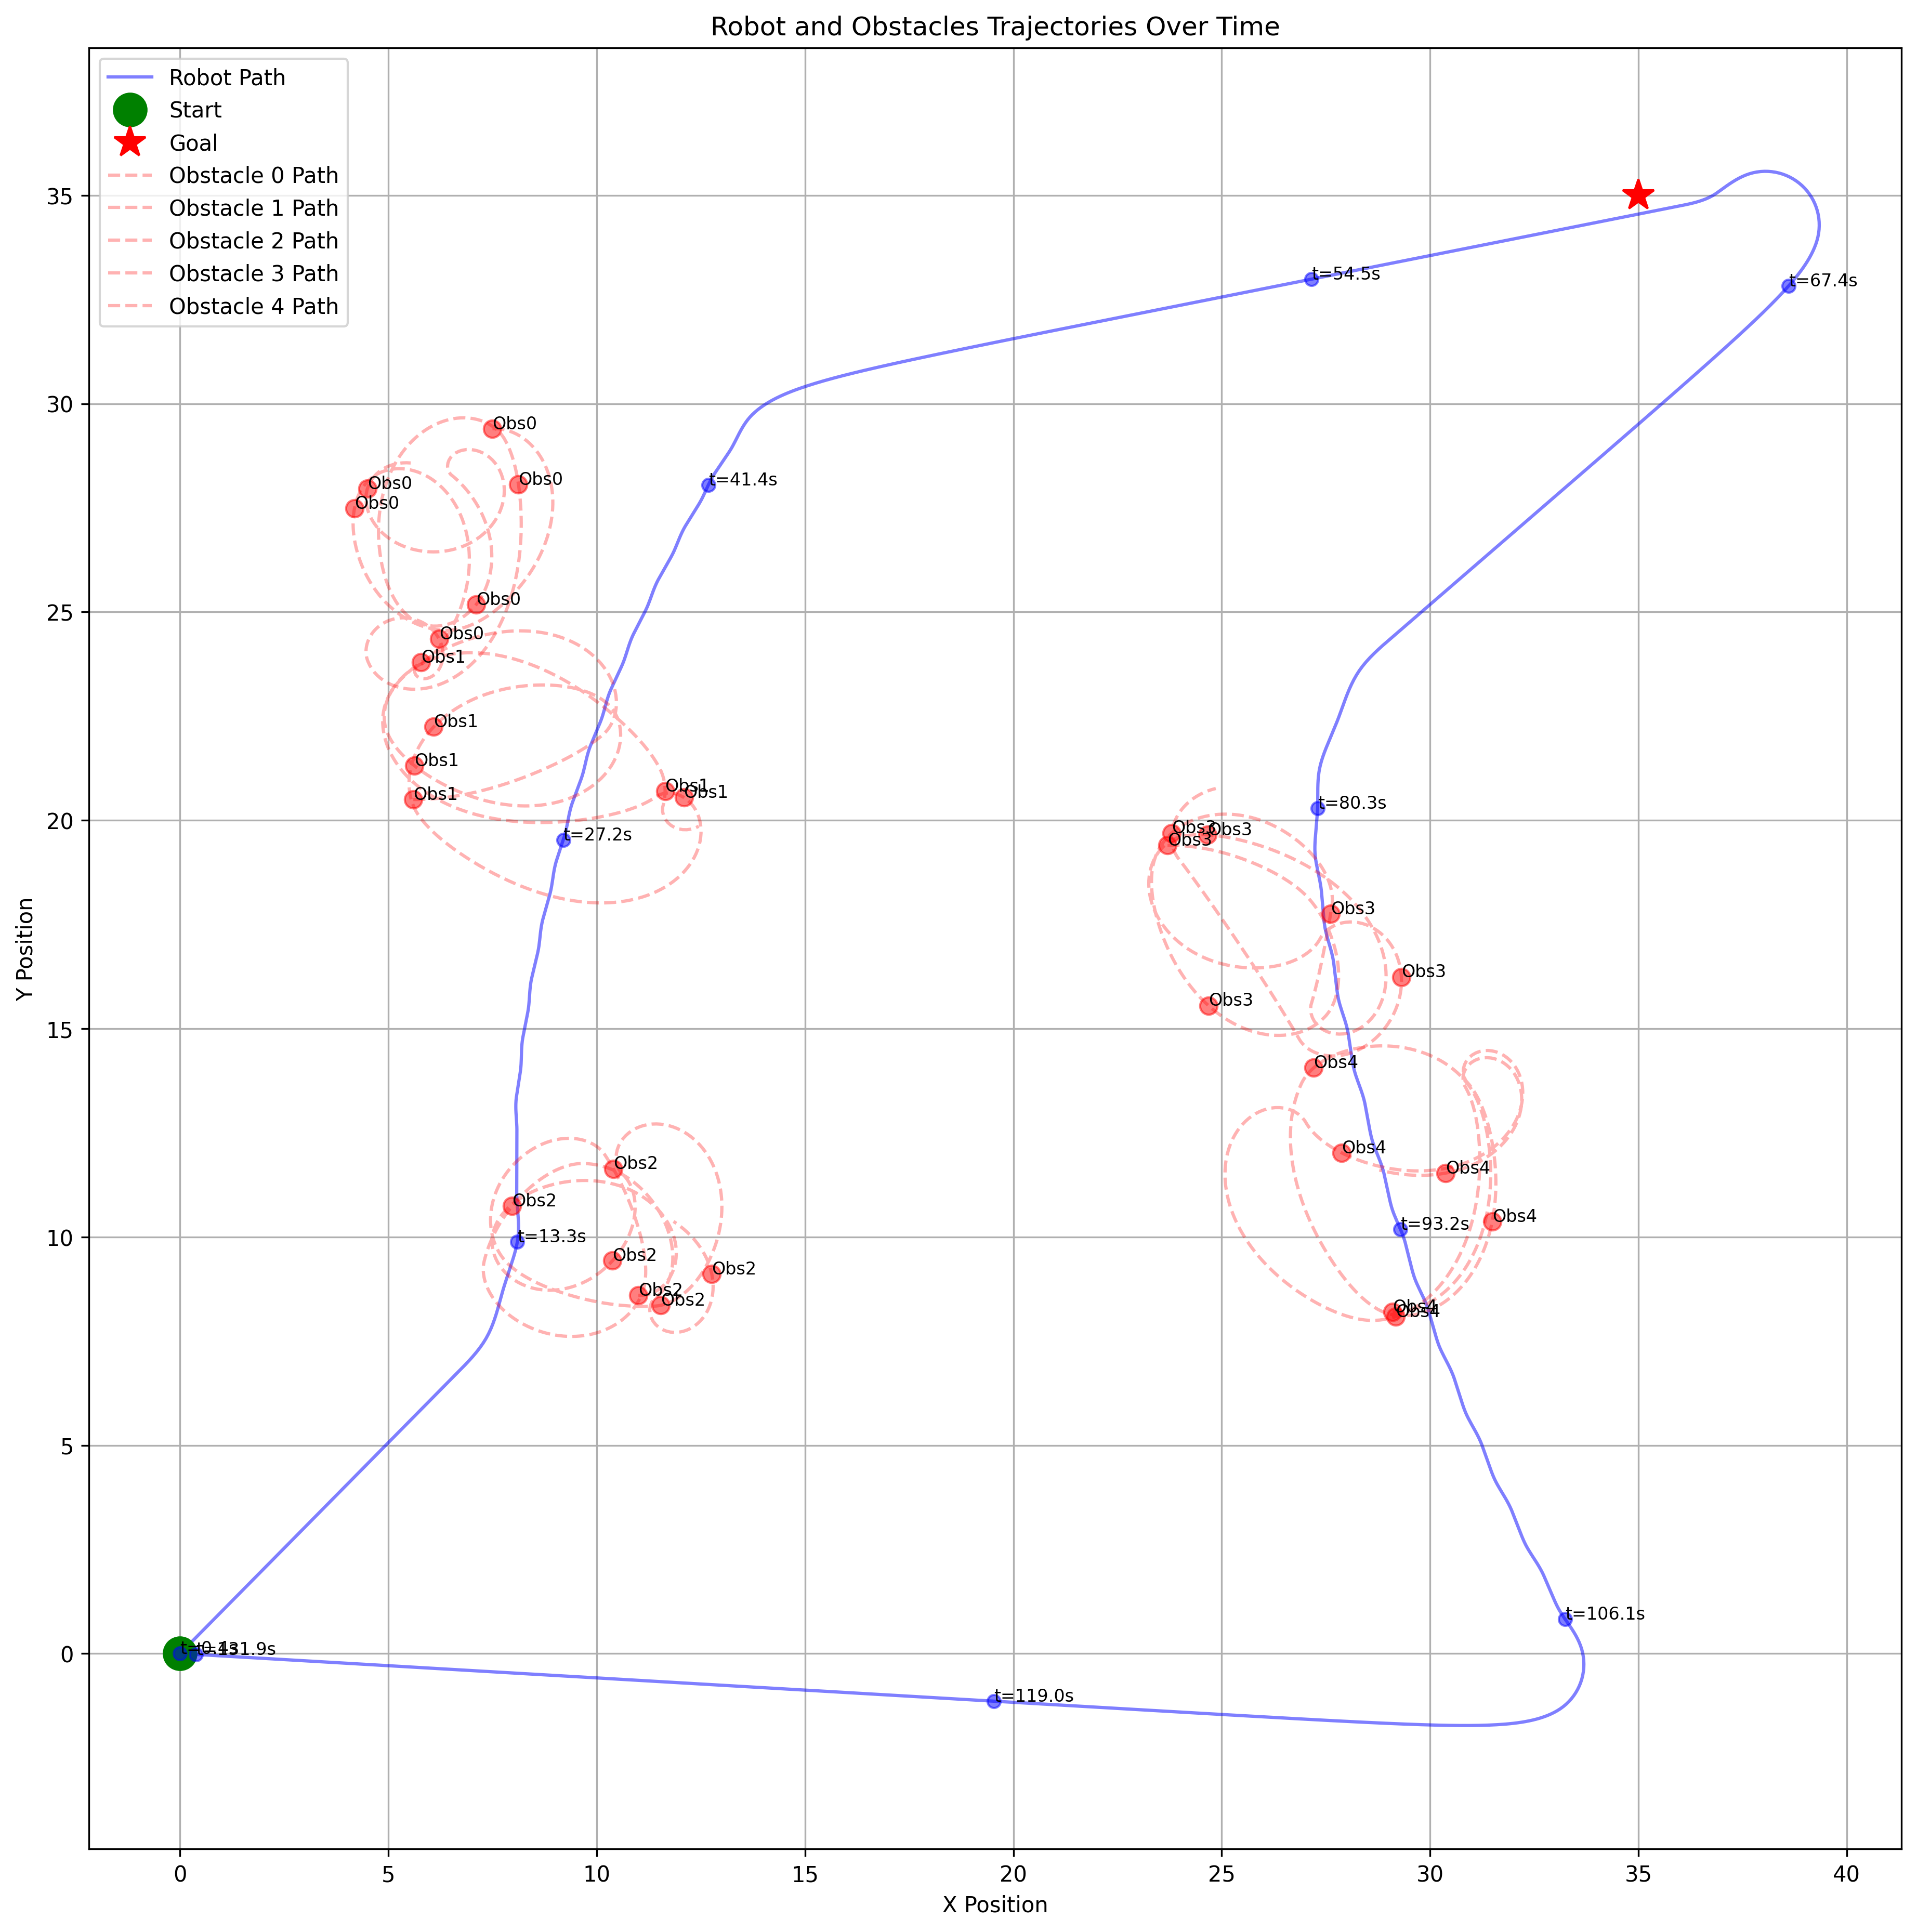 Robot and Obstacles Trajectories Over Time
Robot Path
Start
Goal
Obstacle 0 Path
Obstacle 1 Path
Obstacle 2 Path
Obstacle 3 Path
Obstacle 4 Path
35
30
25
20
15
10
5
0
Y Position
t=54.5s
t=67.4s
Obs0
t=41.4s
Obs0
Obs0
Obs0
Obs0
Obs0
Obs1
Obs1
Obs1
Obs1
Obs1
Obs1
t=27.2s
t=80.3s
Obs3
Obs3
Obs3
Obs3
Obs3
Obs3
Obs4
Obs4
Obs4
Obs4
t=93.2s
Obs4
Obs4
Obs2
Obs2
t=13.3s
Obs2
Obs2
Obs2
Obs2
t=106.1s
t=131.9s
t=119.0s
0
5
10
15
20
25
30
35
40
X Position